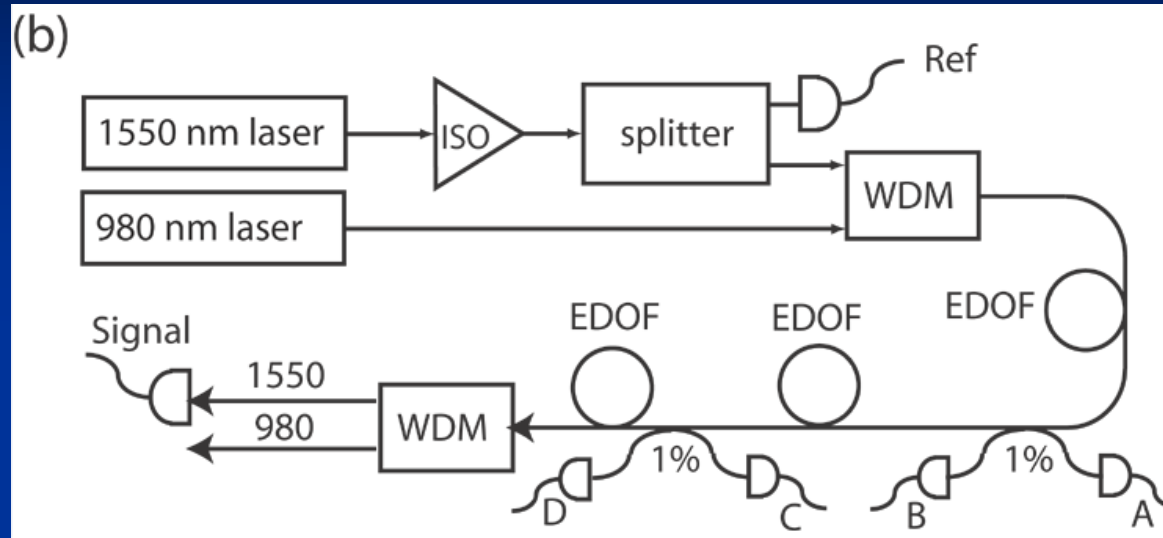 (b)
Ref
1550 nm laser
ISO
splitter
WDM
980 nm laser
EDOF
EDOF
EDOF
Signal
1550
980
WDM
1%
1%
D
C
B
A